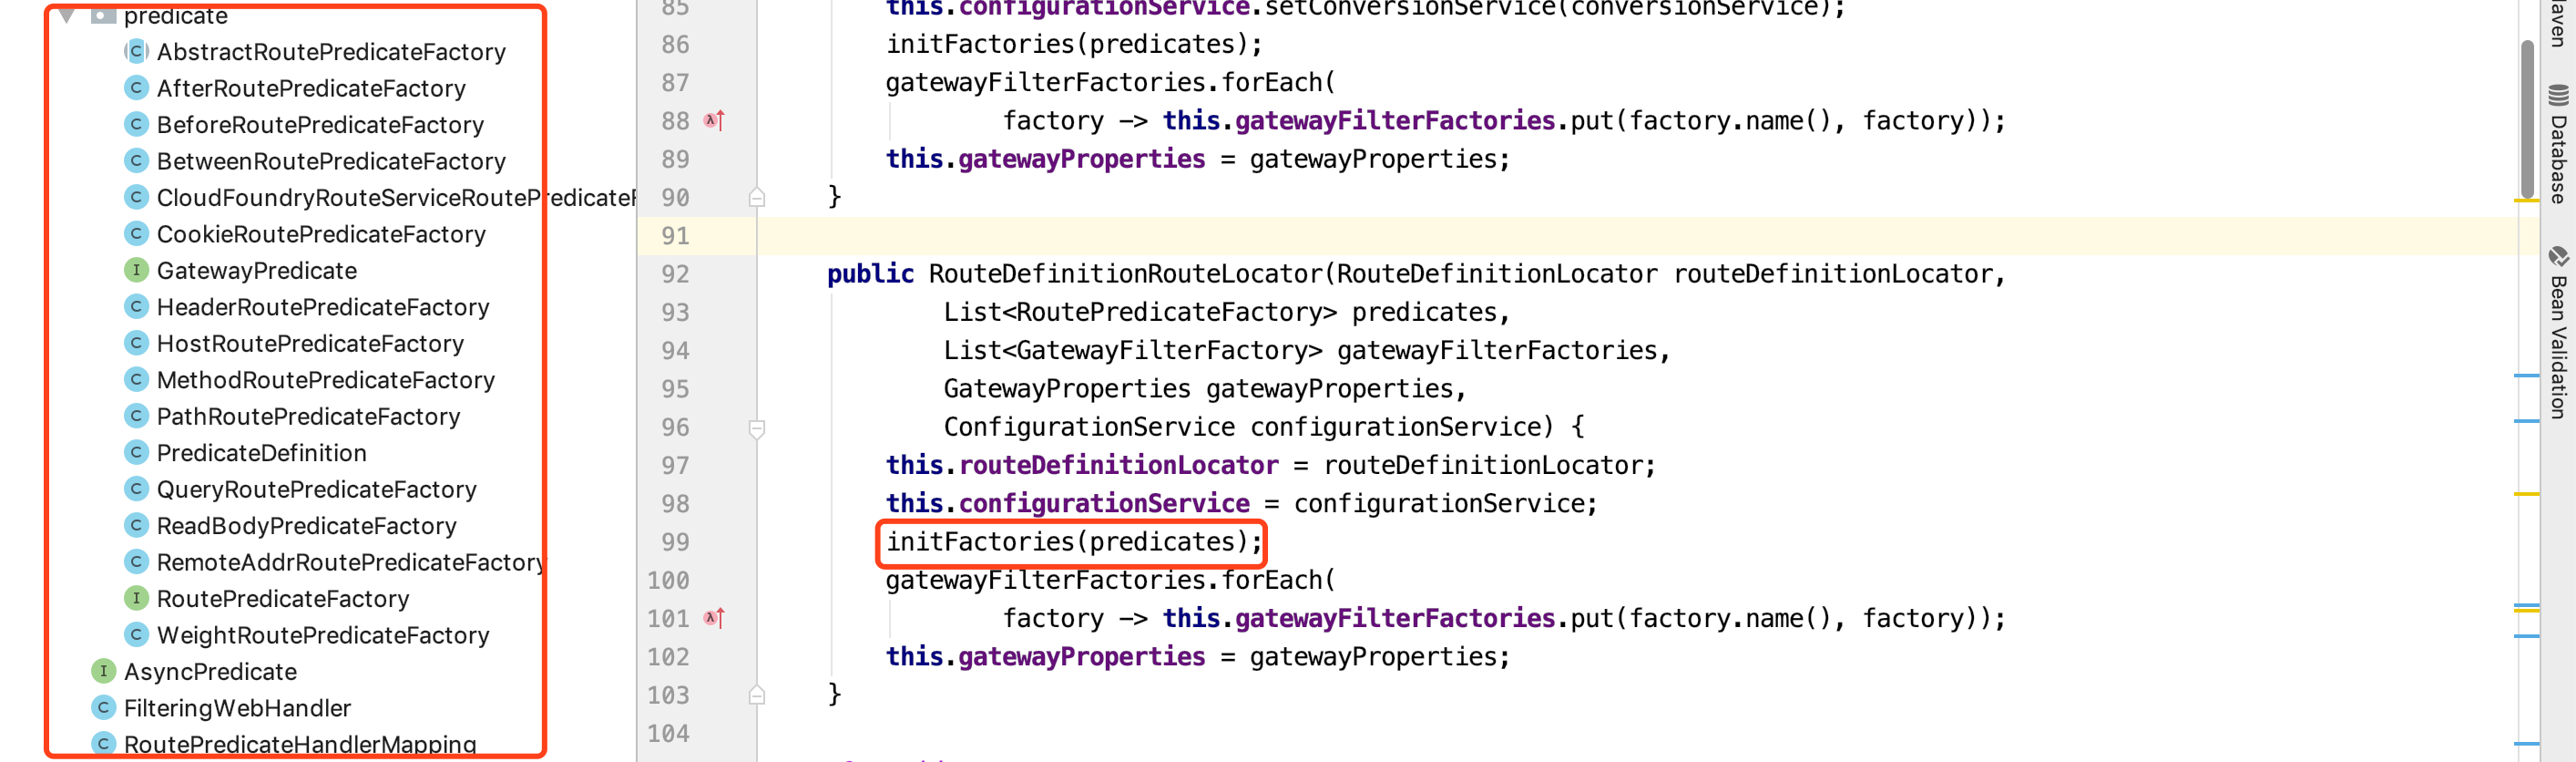 predicate
AbstractRoutePredicateFactory
AfterRoutePredicateFactory
BeforeRoutePredicateFactory
BetweenRoutePredicateFactory
CloudFoundryRouteServiceRoutePredicateF
CookieRoutePredicateFactory
GatewayPredicate
HeaderRoutePredicateFactory
HostRoutePredicateFactory
MethodRoutePredicateFactory
PathRoutePredicateFactory
PredicateDefinition
QueryRoutePredicateFactory
ReadBodyPredicateFactory
RemoteAddrRoutePredicateFactory
RoutePredicateFactory
WeightRoutePredicateFactory
AsyncPredicate
FilteringWebHandler
RoutePredicateHandlerMapping
85 this.configurationService.setConversionService(conversionService);
86 initFactories(predicates);
87 gatewayFilterFactories.forEach(
88 factory -> this.gatewayFilterFactories.put(factory.name(), factory));
89 this.gatewayProperties = gatewayProperties;
90 }
91
92 public RouteDefinitionRouteLocator(RouteDefinitionLocator routeDefinitionLocator,
93 List<RoutePredicateFactory> predicates,
94 List<GatewayFilterFactory> gatewayFilterFactories,
95 GatewayProperties gatewayProperties,
96 ConfigurationService configurationService) {
97 this.routeDefinitionLocator = routeDefinitionLocator;
98 this.configurationService = configurationService;
99 initFactories(predicates);
100 gatewayFilterFactories.forEach(
101 factory -> this.gatewayFilterFactories.put(factory.name(), factory));
102 this.gatewayProperties = gatewayProperties;
103 }
104
Database
Bean Validation